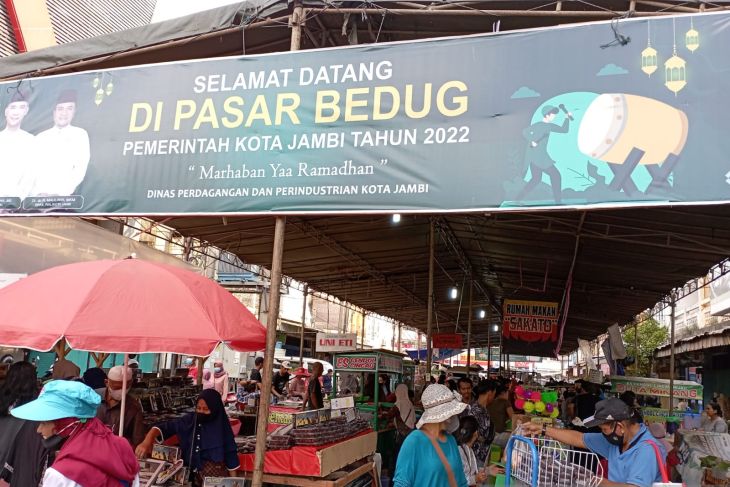 SELAMAT DATANG
DI PASAR BEDUG
PEMERINTAH KOTA JAMBI TAHUN 2022
“ Marhaban Yaa Ramadhan ”
DINAS PERDAGANGAN DAN PERINDUSTRIAN KOTA JAMBI
RUMAH MAKAN
"SAKATO"
UNI ETI